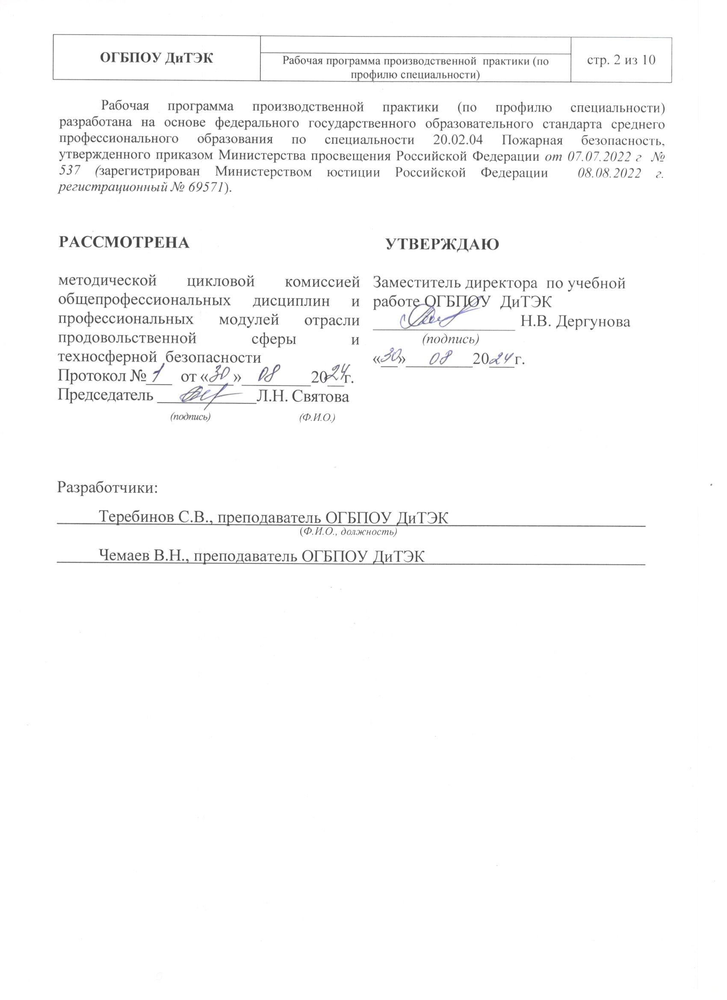 ОГБПОУ ДиТЭК
Рабочая программа производственной практики (по
профилю специальности)
стр. 2 из 10
Рабочая программа производственной практики (по профилю специальности)
разработана на основе федерального государственного образовательного стандарта среднего
профессионального образования по специальности 20.02.04 Пожарная безопасность,
утвержденного приказом Министерства просвещения Российской Федерации от 07.07.2022 г №
537 (зарегистрирован Министерством юстиции Российской Федерации 08.08.2022 г.
регистрационный № 69571).
РАССМОТРЕНА
методической цикловой комиссией
общепрофессиональных дисциплин и
профессиональных модулей отрасли
продовольственной сферы и
техносферной безопасности
Протокол № 1 от «30» 08 2024г.
Председатель Л.Н. Святова
(подпись) (Ф.И.О.)
УТВЕРЖДАЮ
Заместитель директора по учебной
работе ОГБПОУ ДиТЭК
Н.В. Дергунова
(подпись)
«30» 08 2024г.
Разработчики:
Теребинов С.В., преподаватель ОГБПОУ ДиТЭК
(Ф.И.О., должность)
Чемаев В.Н., преподаватель ОГБПОУ ДиТЭК